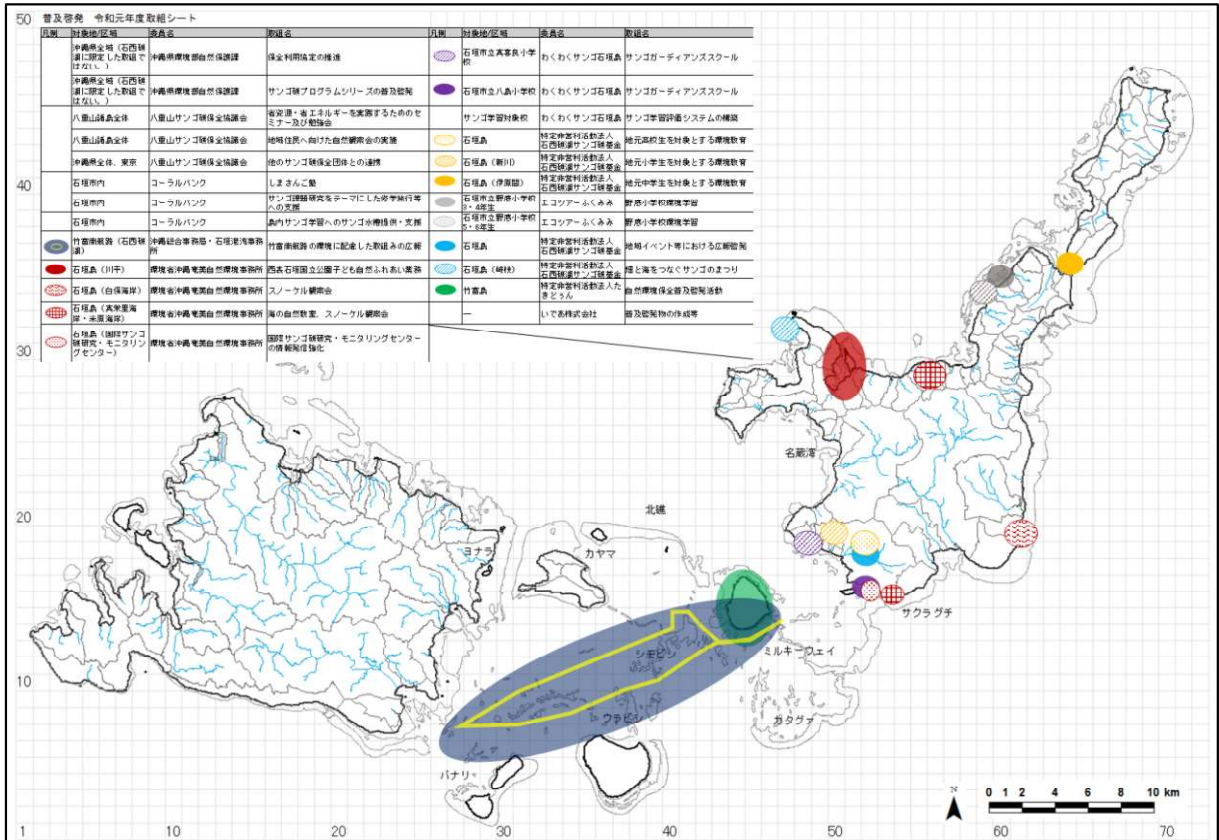 普及啓発 令和元年度取組シート
凡例 対象地/区域 委員名 取組名
沖縄県全域（石西礁湖に限定した取組ではない。） 沖縄県環境部自然保護課 保全利用協定の推進
沖縄県全域（石西礁湖に限定した取組ではない。） 沖縄県環境部自然保護課 サンゴ礁プログラムシリーズの普及啓発
八重山諸島全体 八重山サンゴ礁保全協議会 省資源・省エネルギーを実践するためのセミナー及び勉強会
八重山諸島全体 八重山サンゴ礁保全協議会 地域住民へ向けた自然観察会の実施
沖縄県全体、東京 八重山サンゴ礁保全協議会 他のサンゴ礁保全団体との連携
石垣市内 コーラルバンク しまさんご塾
石垣市内 コーラルバンク サンゴ課題研究をテーマにした修学旅行等への支援
石垣市内 コーラルバンク 島内サンゴ学習へのサンゴ水槽提供・支援
竹富南航路（石西礁湖） 沖縄総合事務局・石垣港湾事務所 竹富南航路の環境に配慮した取組みの広報
石垣島（川平） 環境省沖縄奄美自然環境事務所 西表石垣国立公園子ども自然ふれあい業務
石垣島（白保海岸） 環境省沖縄奄美自然環境事務所 スノーケル観察会
石垣島（真栄里海岸・米原海岸） 環境省沖縄奄美自然環境事務所 海の自然教室、スノーケル観察会
石垣島（国際サンゴ礁研究・モニタリングセンター） 環境省沖縄奄美自然環境事務所 国際サンゴ礁研究・モニタリングセンターの情報発信強化
凡例 対象地/区域 委員名 取組名
石垣市立真喜良小学校 わくわくサンゴ石垣島 サンゴガーディアンズスクール
石垣市立八島小学校 わくわくサンゴ石垣島 サンゴガーディアンズスクール
サンゴ学習対象校 わくわくサンゴ石垣島 サンゴ学習評価システムの構築
石垣島 特定非営利活動法人石西礁湖サンゴ礁基金 地元高校生を対象とする環境教育
石垣島（新川） 特定非営利活動法人石西礁湖サンゴ礁基金 地元小学生を対象とする環境教育
石垣島（伊原間） 特定非営利活動法人石西礁湖サンゴ礁基金 地元中学生を対象とする環境教育
石垣市立野底小学校3・4年生 エコツアーふくみみ 野底小学校環境学習
石垣市立野底小学校5・6年生 エコツアーふくみみ 野底小学校環境学習
石垣島 特定非営利活動法人石西礁湖サンゴ礁基金 地域イベント等における広報啓発
石垣島（崎枝） 特定非営利活動法人石西礁湖サンゴ礁基金 畑と海をつなぐサンゴのまつり
竹富島 特定非営利活動法人たきどぅん 自然環境保全普及啓発活動
― いであ株式会社 普及啓発物の作成等
50
40
30
20
10
名蔵湾
北礁
ヨナラ
カヤマ
サクラグチ
シモビシ
ミルキーウェイ
ウラビシ
カタグァ
パナリ
N
0 1 2 4 6 8 10 km
1 10 20 30 40 50 60 70